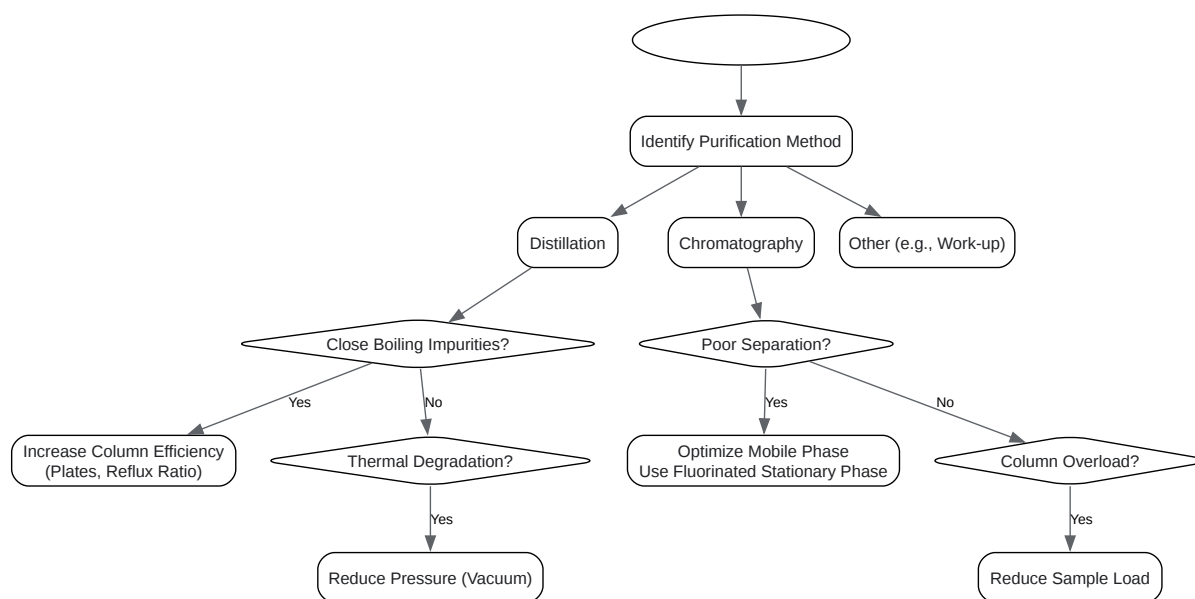 Identify Purification Method
Distillation
Chromatography
Other (e.g., Work-up)
Close Boiling Impurities?
Poor Separation?
Yes
No
Yes
No
Increase Column Efficiency
(Plates, Reflux Ratio)
Thermal Degradation?
Optimize Mobile Phase
Use Fluorinated Stationary Phase
Column Overload?
Yes
Yes
Reduce Pressure (Vacuum)
Reduce Sample Load